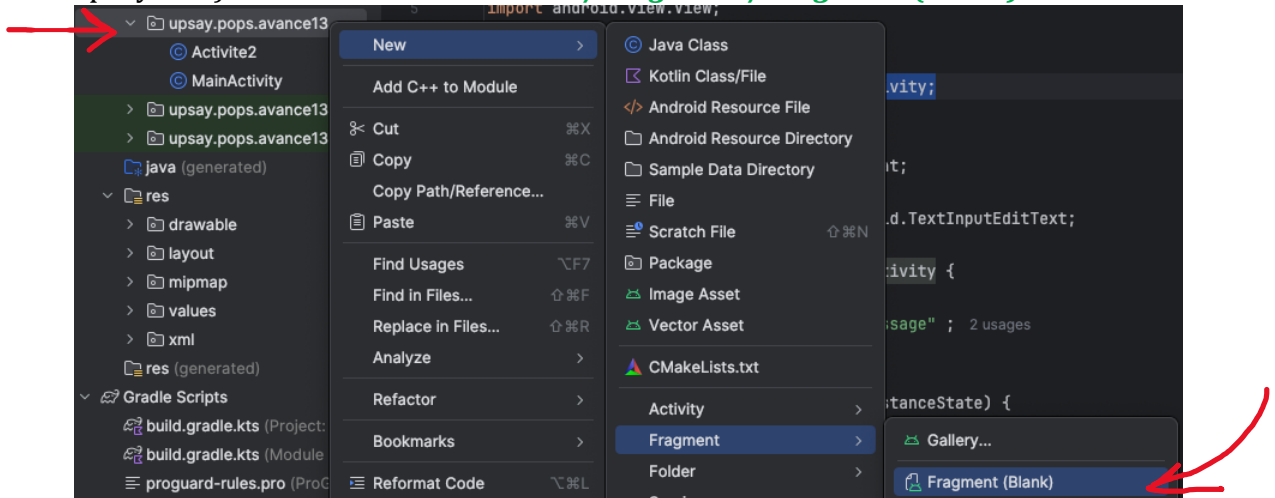 5 import android.view.View;
upsay.pops.avance13
Activite2
MainActivity
upsay.pops.avance13
upsay.pops.avance13
java (generated)
res
drawable
layout
mipmap
values
xml
res (generated)
Gradle Scripts
build.gradle.kts (Project:
build.gradle.kts (Module
proguard-rules.pro (ProG
New
Add C++ to Module
Cut ⌘X
Copy ⌘C
Copy Path/Reference...
Paste ⌘V
Find Usages ⌥F7
Find in Files... ⇧⌘F
Replace in Files... ⇧⌘R
Analyze
Refactor
Bookmarks
Reformat Code ⌥⌘L
Java Class
Kotlin Class/File
Android Resource File
Android Resource Directory
Sample Data Directory
File
Scratch File ⇧⌘N
Package
Image Asset
Vector Asset
CMakeLists.txt
Activity
Fragment
Folder
Gallery...
Fragment (Blank)
.vity;
ıt;
.d.TextInputEditText;
:ivity {
ssage" ; 2 usages
stanceState) {